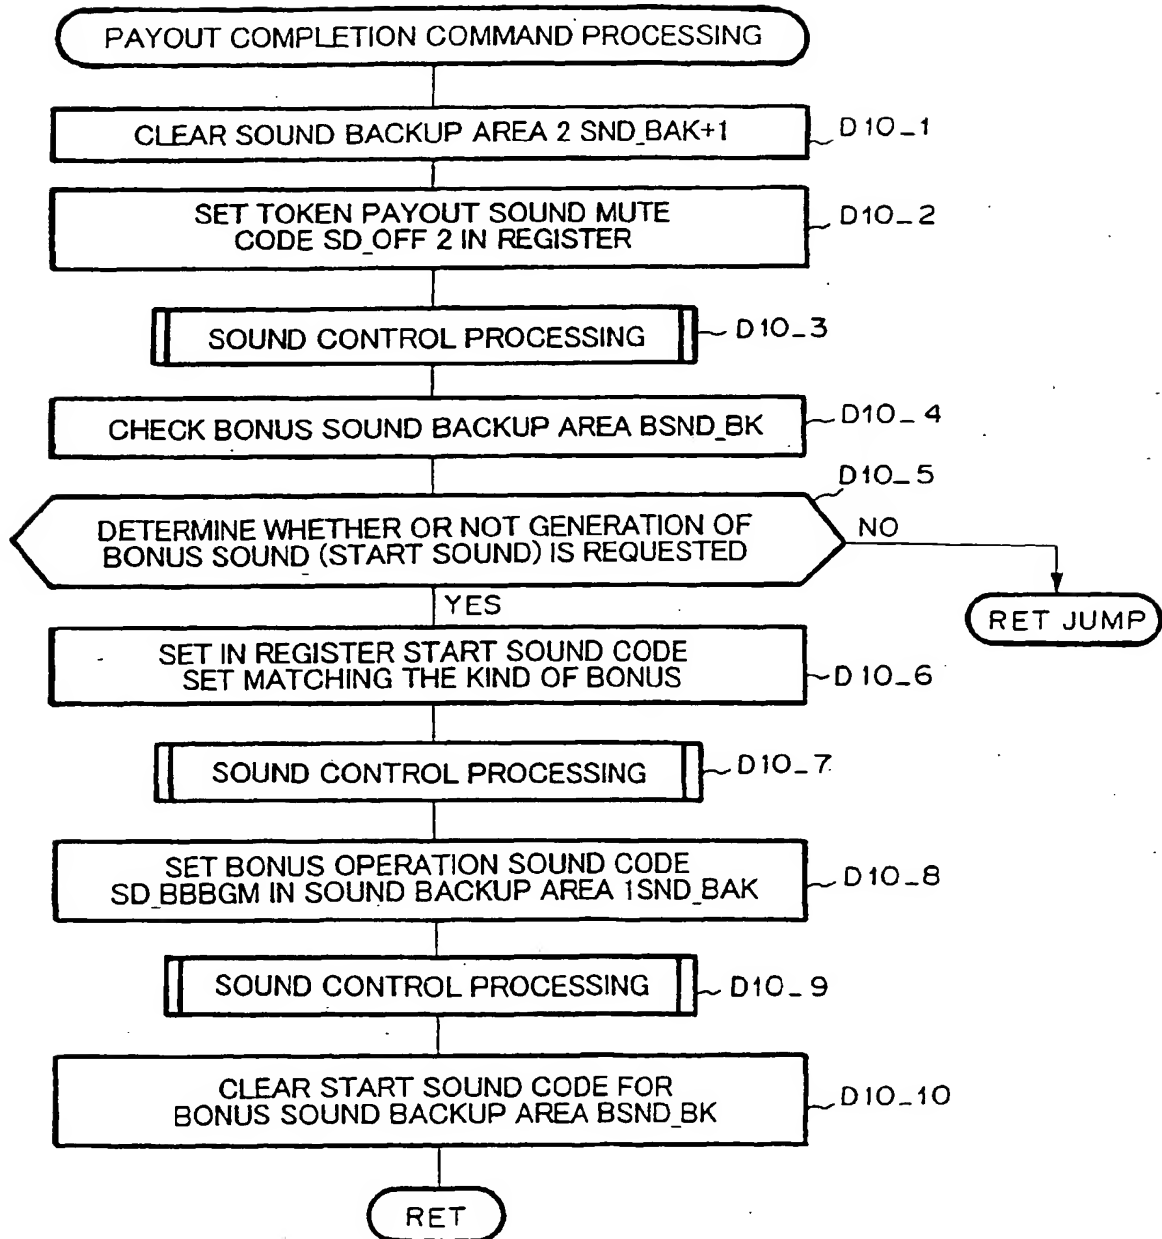 PAYOUT COMPLETION COMMAND PROCESSING
CLEAR SOUND BACKUP AREA 2 SND_BAK+1
D10_1
SET TOKEN PAYOUT SOUND MUTE
CODE SD_OFF 2 IN REGISTER
D10_2
SOUND CONTROL PROCESSING
D10_3
CHECK BONUS SOUND BACKUP AREA BSND_BK
D10_4
D10_5
DETERMINE WHETHER OR NOT GENERATION OF
BONUS SOUND (START SOUND) IS REQUESTED
NO
YES
RET JUMP
SET IN REGISTER START SOUND CODE
SET MATCHING THE KIND OF BONUS
D10_6
SOUND CONTROL PROCESSING
D10_7
SET BONUS OPERATION SOUND CODE
SD_BBBGM IN SOUND BACKUP AREA 1SND_BAK
D10_8
SOUND CONTROL PROCESSING
D10_9
CLEAR START SOUND CODE FOR
BONUS SOUND BACKUP AREA BSND_BK
D10_10
RET